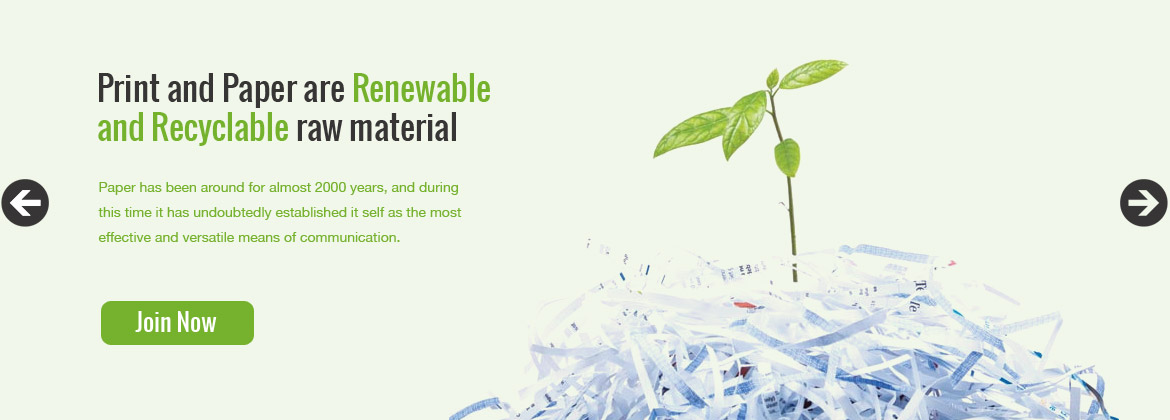 Print and Paper are Renewable
and Recyclable raw material
Paper has been around for almost 2000 years, and during
this time it has undoubtedly established it self as the most
effective and versatile means of communication.
Join Now